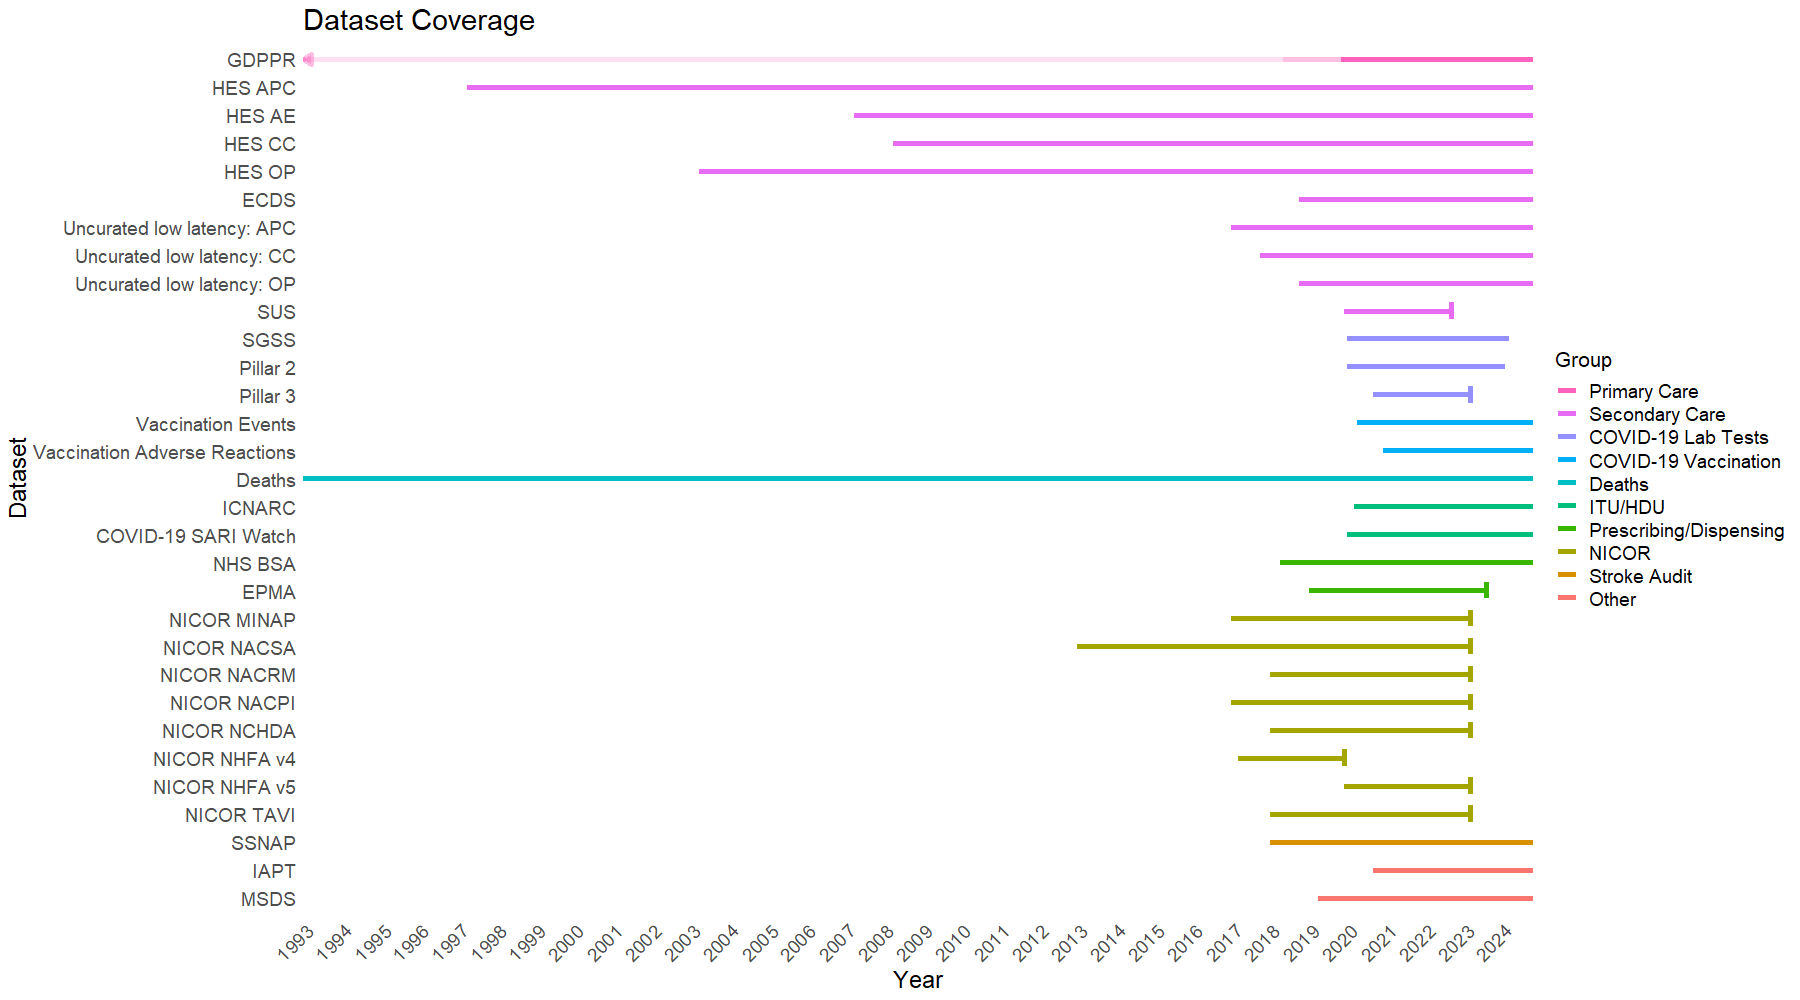 Dataset Coverage
Dataset
GDPPR
HES APC
HES AE
HES CC
HES OP
ECDS
Uncurated low latency: APC
Uncurated low latency: CC
Uncurated low latency: OP
SUS
SGSS
Pillar 2
Pillar 3
Vaccination Events
Vaccination Adverse Reactions
Deaths
ICNARC
COVID-19 SARI Watch
NHS BSA
EPMA
NICOR MINAP
NICOR NACSA
NICOR NACRM
NICOR NACPI
NICOR NCHDA
NICOR NHFA v4
NICOR NHFA v5
NICOR TAVI
SSNAP
IAPT
MSDS
1993 1994 1995 1996 1997 1998 1999 2000 2001 2002 2003 2004 2005 2006 2007 2008 2009 2010 2011 2012 2013 2014 2015 2016 2017 2018 2019 2020 2021 2022 2023 2024
Year
Group
Primary Care
Secondary Care
COVID-19 Lab Tests
COVID-19 Vaccination
Deaths
ITU/HDU
Prescribing/Dispensing
NICOR
Stroke Audit
Other